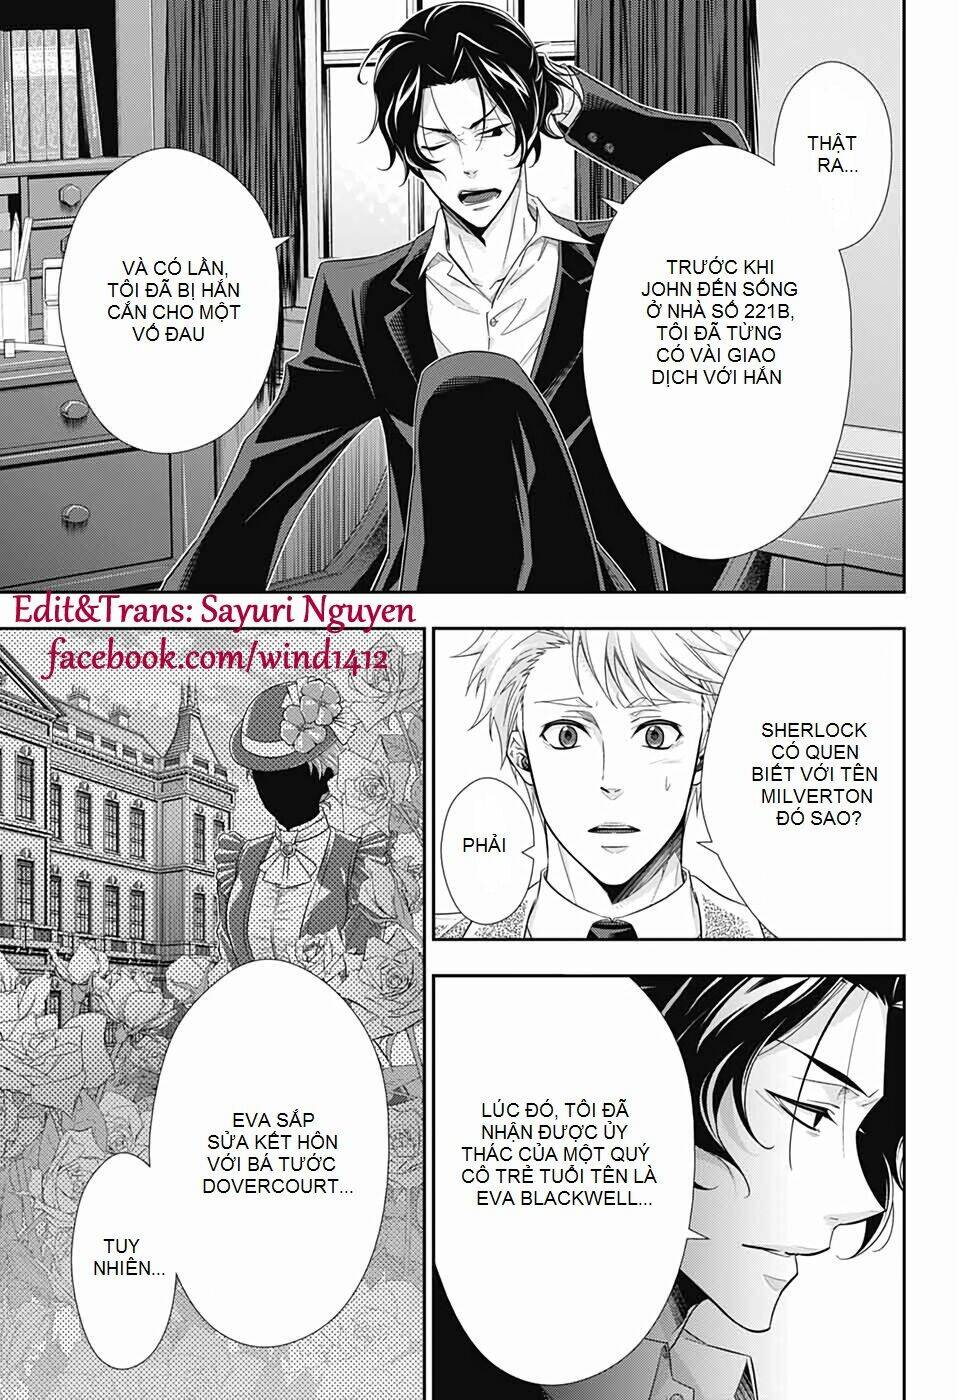 THẬT
RA...
TRƯỚC KHI
JOHN ĐẾN SỐNG
Ở NHÀ SỐ 221B,
TÔI ĐÃ TỪNG
CÓ VÀI GIAO
DỊCH VỚI HẮN
VÀ CÓ LẦN,
TÔI ĐÃ BỊ HẮN
CẮN CHO MỘT
VỐ ĐAU
Edit&Trans: Sayuri Nguyen
facebook.com/wind1412
SHERLOCK
CÓ QUEN
BIẾT VỚI TÊN
MILVERTON
ĐÓ SAO?
PHẢI
LÚC ĐÓ, TÔI ĐÃ
NHẬN ĐƯỢC ỦY
THÁC CỦA MỘT QUÝ
CÔ TRẺ TUỔI TÊN LÀ
EVA BLACKWELL...
EVA SẮP
SỬA KẾT HÔN
VỚI BÁ TƯỚC
DOVERCOURT...
TUY
NHIÊN...